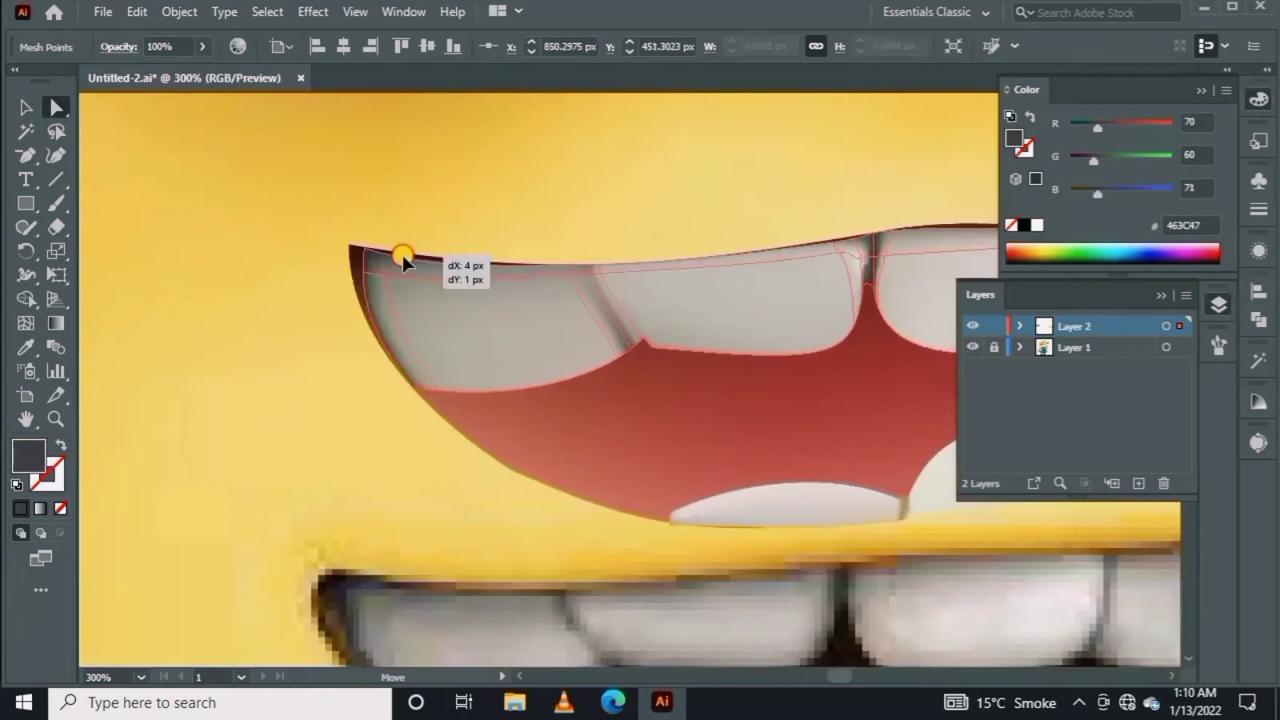 Ai File Edit Object Type Select Effect View Window Help Essentials Classic Search Adobe Stock
Mesh Points Opacity: 100% X: 850.2975 px Y: 451.3023 px W: H:
Untitled-2.ai* @ 300% (RGB/Preview)
Color
R 70
G 60
B 71
# 463C47
dX: 4 px
dY: 1 px
Layers
Layer 2
Layer 1
2 Layers
300% 1 Move
Type here to search Ai 15°C Smoke 1:10 AM
1/13/2022